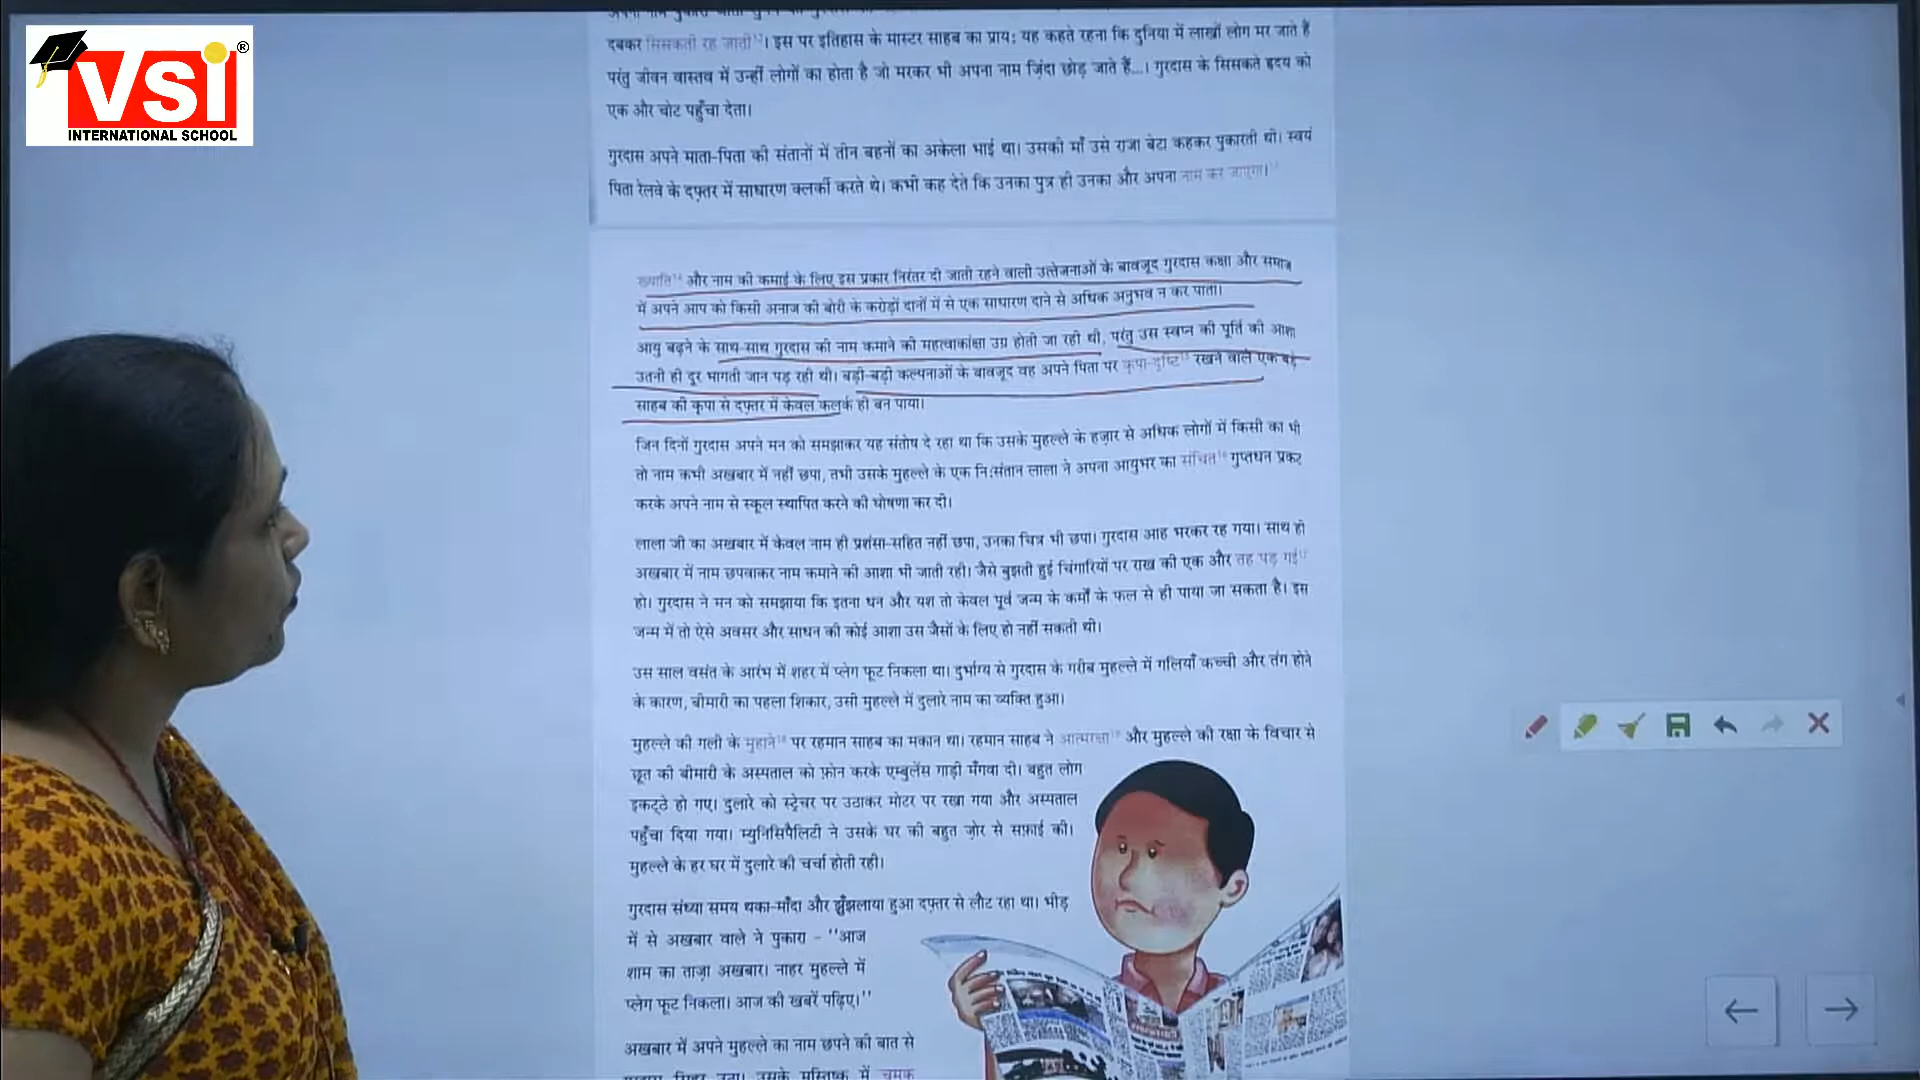 VSI
®
INTERNATIONAL SCHOOL
दबकर सिसकती रह जाती¹²। इस पर इतिहास के मास्टर साहब का प्राय: यह कहते रहना कि दुनिया में लाखों लोग मर जाते हैं
परंतु जीवन वास्तव में उन्हीं लोगों का होता है जो मरकर भी अपना नाम ज़िंदा छोड़ जाते हैं...। गुरदास के सिसकते हृदय को
एक और चोट पहुँचा देता।
गुरदास अपने माता-पिता की संतानों में तीन बहनों का अकेला भाई था। उसकी माँ उसे राजा बेटा कहकर पुकारती थी। स्वयं
पिता रेलवे के दफ़्तर में साधारण क्लर्की करते थे। कभी कह देते कि उनका पुत्र ही उनका और अपना नाम कर जाएगा।¹³
ख्याति¹⁴ और नाम की कमाई के लिए इस प्रकार निरंतर दी जाती रहने वाली उत्तेजनाओं के बावजूद गुरदास कक्षा और समाज
में अपने आप को किसी अनाज की बोरी के करोड़ों दानों में से एक साधारण दाने से अधिक अनुभव न कर पाता।
आयु बढ़ने के साथ-साथ गुरदास की नाम कमाने की महत्वाकांक्षा उग्र होती जा रही थी, परंतु उस स्वप्न की पूर्ति की आशा
उतनी ही दूर भागती जान पड़ रही थी। बड़ी-बड़ी कल्पनाओं के बावजूद वह अपने पिता पर कृपा-दृष्टि¹⁵ रखने वाले एक बड़े
साहब की कृपा से दफ़्तर में केवल कलर्क ही बन पाया।
जिन दिनों गुरदास अपने मन को समझाकर यह संतोष दे रहा था कि उसके मुहल्ले के हज़ार से अधिक लोगों में किसी का भी
तो नाम कभी अखबार में नहीं छपा, तभी उसके मुहल्ले के एक नि:संतान लाला ने अपना आयुभर का संचित¹⁶ गुप्तधन प्रकट
करके अपने नाम से स्कूल स्थापित करने की घोषणा कर दी।
लाला जी का अखबार में केवल नाम ही प्रशंसा-सहित नहीं छपा, उनका चित्र भी छपा। गुरदास आह भरकर रह गया। साथ ही
अखबार में नाम छपवाकर नाम कमाने की आशा भी जाती रही। जैसे बुझती हुई चिंगारियों पर राख की एक और तह पड़ गई¹⁷
हो। गुरदास ने मन को समझाया कि इतना धन और यश तो केवल पूर्व जन्म के कर्मों के फल से ही पाया जा सकता है। इस
जन्म में तो ऐसे अवसर और साधन की कोई आशा उस जैसों के लिए हो नहीं सकती थी।
उस साल वसंत के आरंभ में शहर में प्लेग फूट निकला था। दुर्भाग्य से गुरदास के गरीब मुहल्ले में गलियाँ कच्ची और तंग होने
के कारण, बीमारी का पहला शिकार, उसी मुहल्ले में दुलारे नाम का व्यक्ति हुआ।
मुहल्ले की गली के मुहाने¹⁸ पर रहमान साहब का मकान था। रहमान साहब ने आत्मरक्षा¹⁹ और मुहल्ले की रक्षा के विचार से
छूत की बीमारी के अस्पताल को फ़ोन करके एम्बुलेंस गाड़ी मँगवा दी। बहुत लोग
इकट्ठे हो गए। दुलारे को स्ट्रेचर पर उठाकर मोटर पर रखा गया और अस्पताल
पहुँचा दिया गया। म्युनिसिपैलिटी ने उसके घर की बहुत ज़ोर से सफ़ाई की।
मुहल्ले के हर घर में दुलारे की चर्चा होती रही।
गुरदास संध्या समय थका-माँदा और झुँझलाया हुआ दफ़्तर से लौट रहा था। भीड़
में से अखबार वाले ने पुकारा - "आज
शाम का ताज़ा अखबार। नाहर मुहल्ले में
प्लेग फूट निकला। आज की खबरें पढ़िए।"
अखबार में अपने मुहल्ले का नाम छपने की बात से
उठा। उसके मस्तिष्क में चमक